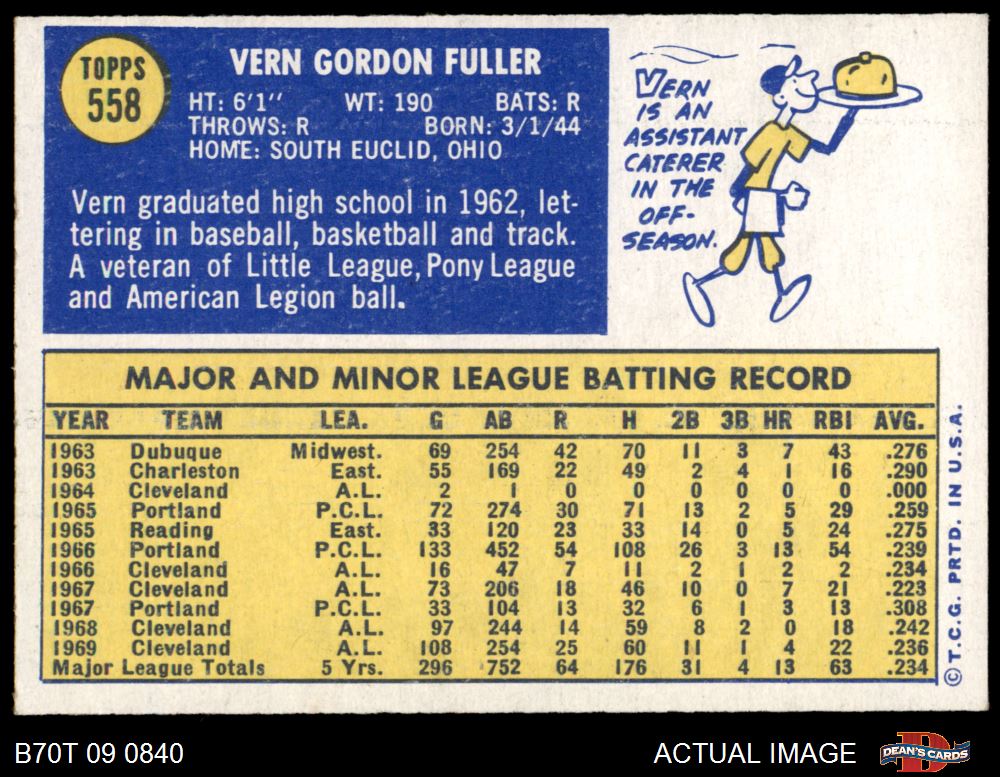 TOPPS
558
VERN GORDON FULLER
HT: 6'1" WT: 190 BATS: R
THROWS: R BORN: 3/1/44
HOME: SOUTH EUCLID, OHIO
Vern graduated high school in 1962, let-
tering in baseball, basketball and track.
A veteran of Little League, Pony League
and American Legion ball.
VERN
IS AN
ASSISTANT
CATERER
IN THE
OFF-
SEASON.
MAJOR AND MINOR LEAGUE BATTING RECORD
YEAR TEAM LEA. G AB R H 2B 3B HR RBI AVG.
1963 Dubuque Midwest. 69 254 42 70 11 3 7 43 .276
1963 Charleston East. 55 169 22 49 2 4 1 16 .290
1964 Cleveland A.L. 2 1 0 0 0 0 0 0 .000
1965 Portland P.C.L. 72 274 30 71 13 2 5 29 .259
1965 Reading East. 33 120 23 33 14 0 5 24 .275
1966 Portland P.C.L. 133 452 54 108 26 3 13 54 .239
1966 Cleveland A.L. 16 47 7 11 2 1 2 2 .234
1967 Cleveland A.L. 73 206 18 46 10 0 7 21 .223
1967 Portland P.C.L. 33 104 13 32 6 1 3 13 .308
1968 Cleveland A.L. 97 244 14 59 8 2 0 18 .242
1969 Cleveland A.L. 108 254 25 60 11 1 4 22 .236
Major League Totals 5 Yrs. 296 752 64 176 31 4 13 63 .234
© T.C.G. PRTD. IN U.S.A.
B70T 09 0840
ACTUAL IMAGE
DEAN'S CARDS